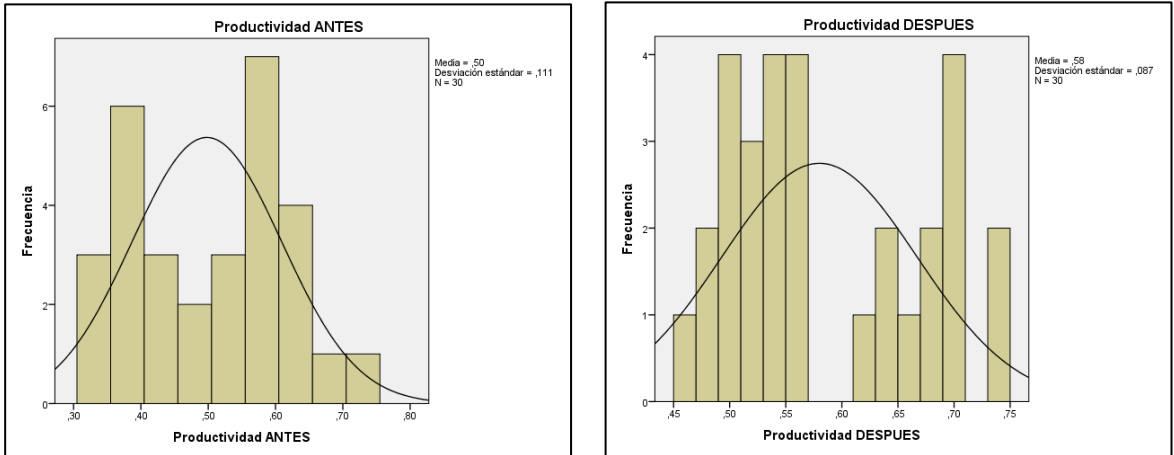 Productividad ANTES
Media = ,50
Desviación estándar = ,111
N = 30
6
4
2
0
Frecuencia
,30 ,40 ,50 ,60 ,70 ,80
Productividad ANTES
Productividad DESPUES
Media = ,58
Desviación estándar = ,087
N = 30
4
3
2
1
0
Frecuencia
,45 ,50 ,55 ,60 ,65 ,70 ,75
Productividad DESPUES